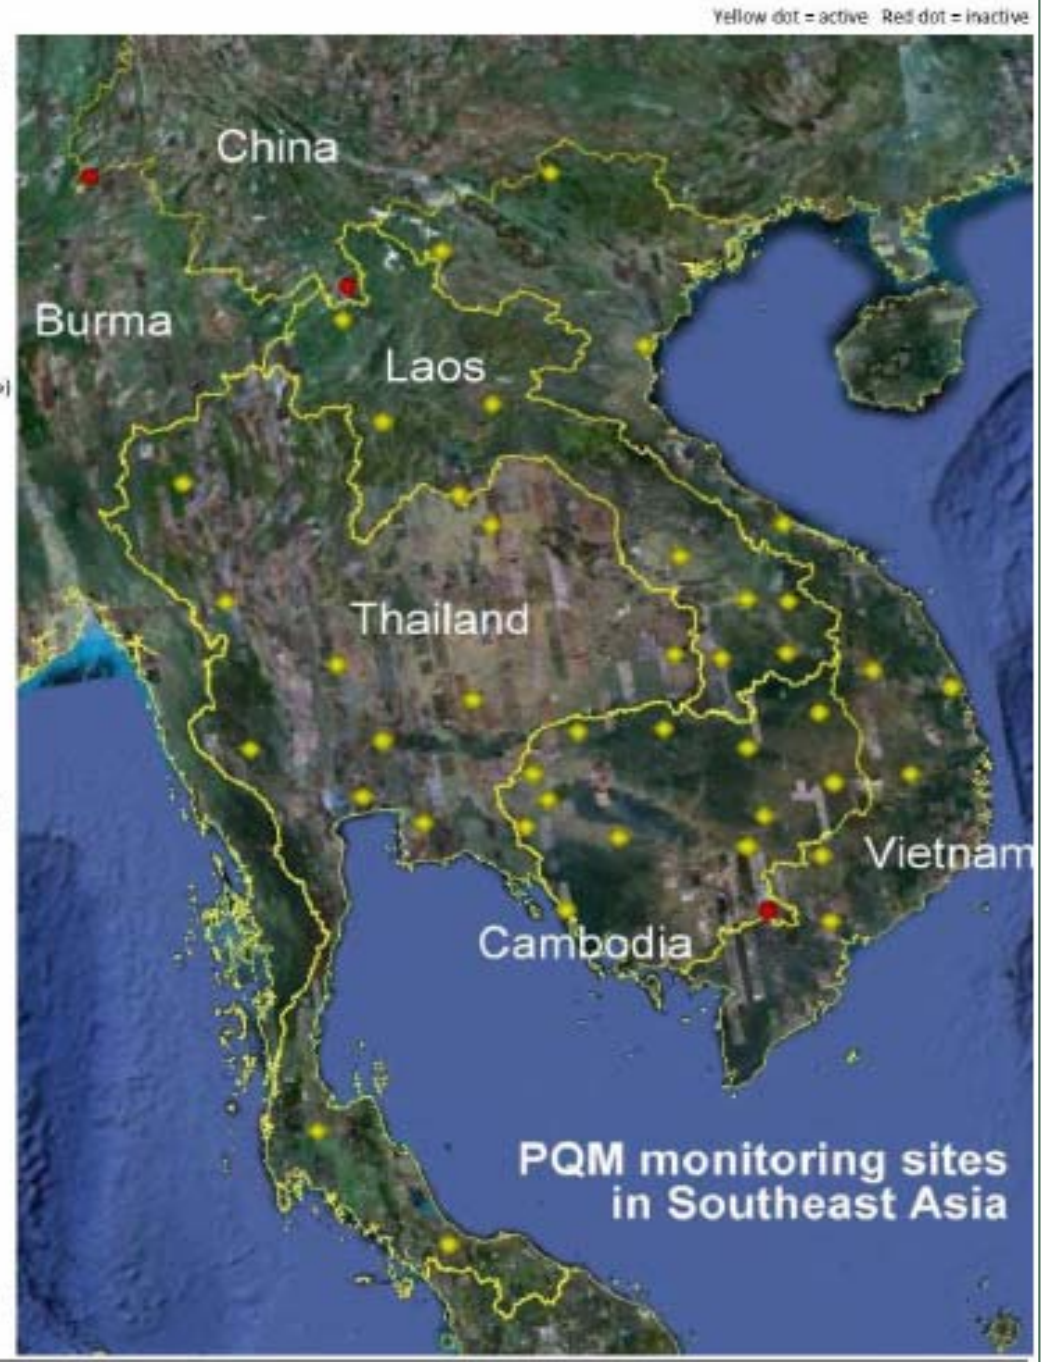 Yellow dot = active Red dot = inactive
China
Burma
Laos
Thailand
Vietnam
Cambodia
PQM monitoring sites
in Southeast Asia